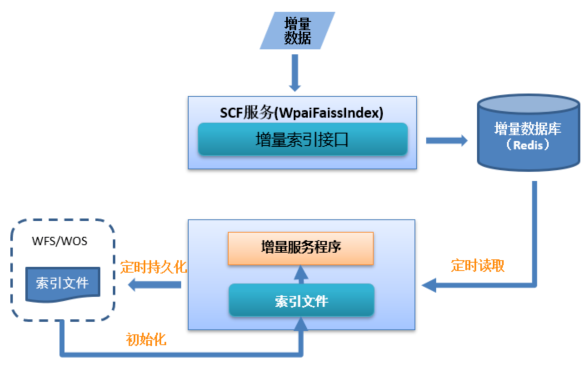 增量
数据
SCF服务(WpaiFaissIndex)
增量索引接口
增量数据库
（Redis）
WFS/WOS
索引文件
定时持久化
增量服务程序
索引文件
定时读取
初始化